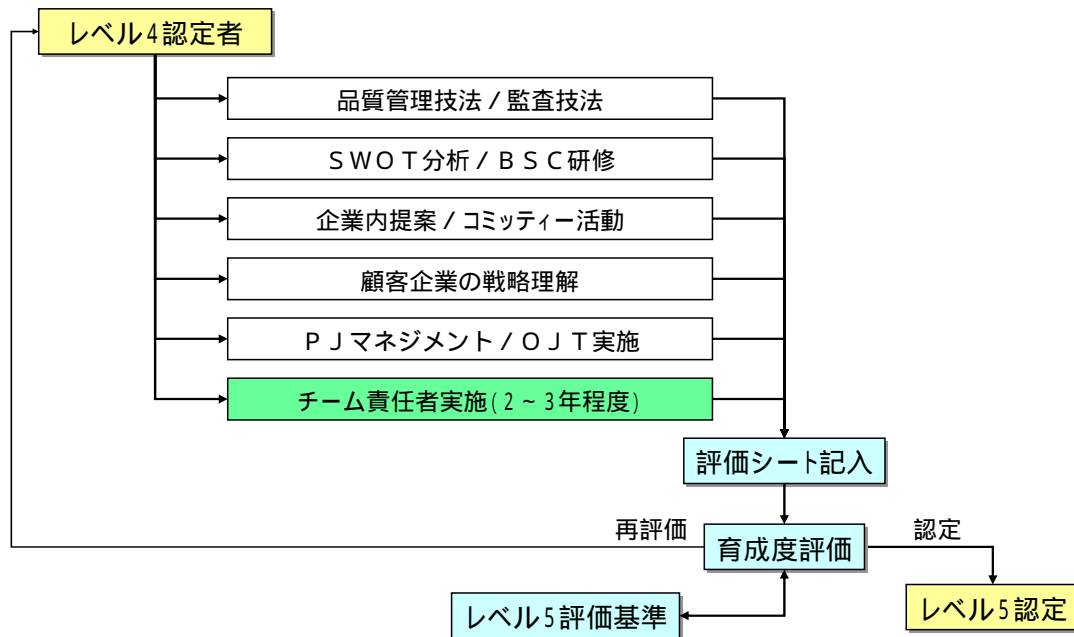 レベル4認定者
品質管理技法/監査技法
SWOT分析/BSC研修
企業内提案/コミッティー活動
顧客企業の戦略理解
PJマネジメント/OJT実施
チーム責任者実施(2~3年程度)
評価シート記入
再評価
育成度評価
認定
レベル5評価基準
レベル5認定